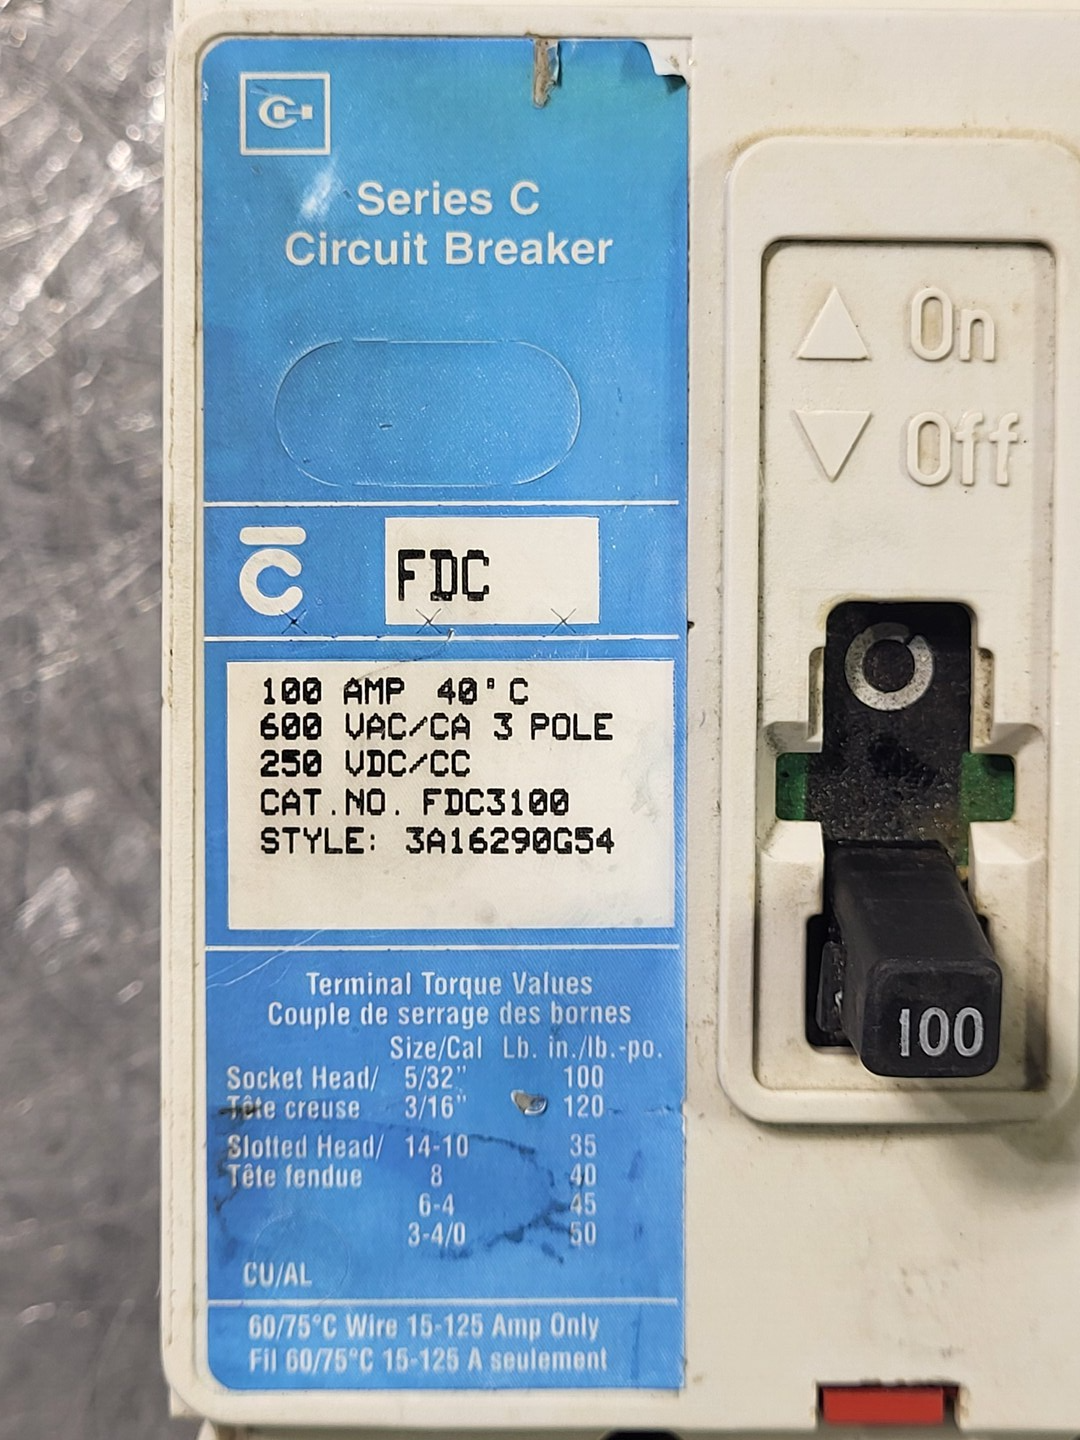 Series C
Circuit Breaker
FDC
100 AMP 40°C
600 VAC/CA 3 POLE
250 VDC/CC
CAT.NO. FDC3100
STYLE: 3A16290G54
Terminal Torque Values
Couple de serrage des bornes
Size/Cal Lb. in./lb.-po.
Socket Head/ 5/32" 100
Tête creuse 3/16" 120
Slotted Head/ 14-10 35
Tête fendue 8 40
6-4 45
3-4/0 50
CU/AL
60/75°C Wire 15-125 Amp Only
Fil 60/75°C 15-125 A seulement
On
Off
O
100